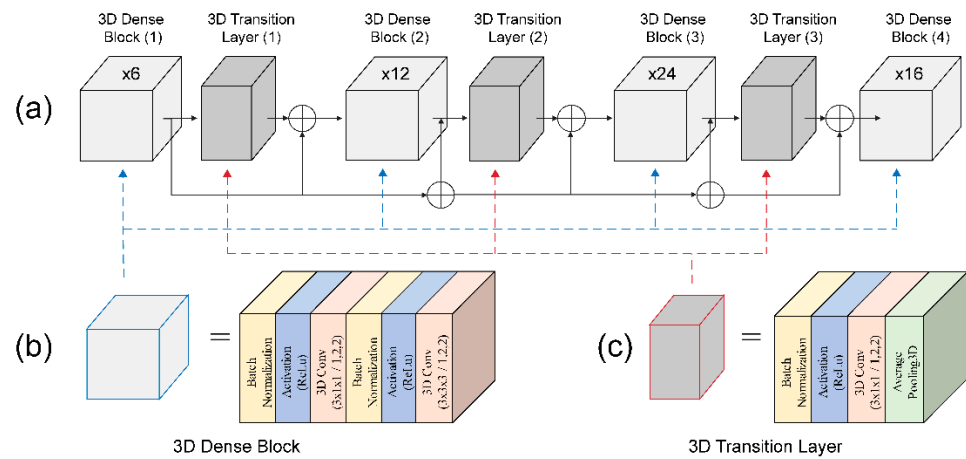 3D Dense
Block (1)
3D Transition
Layer (1)
3D Dense
Block (2)
3D Transition
Layer (2)
3D Dense
Block (3)
3D Transition
Layer (3)
3D Dense
Block (4)
(a)
x6
x12
x24
x16
(b)
=
Batch
Normalization
Activation
(ReLu)
3D Conv
(3x1x1 / 1,2,2)
Batch
Normalization
Activation
(ReLu)
3D Conv
(3x3x3 / 1,2,2)
3D Dense Block
(c)
=
Batch
Normalization
Activation
(ReLu)
3D Conv
(3x1x1 / 1,2,2)
Average
Pooling3D
3D Transition Layer